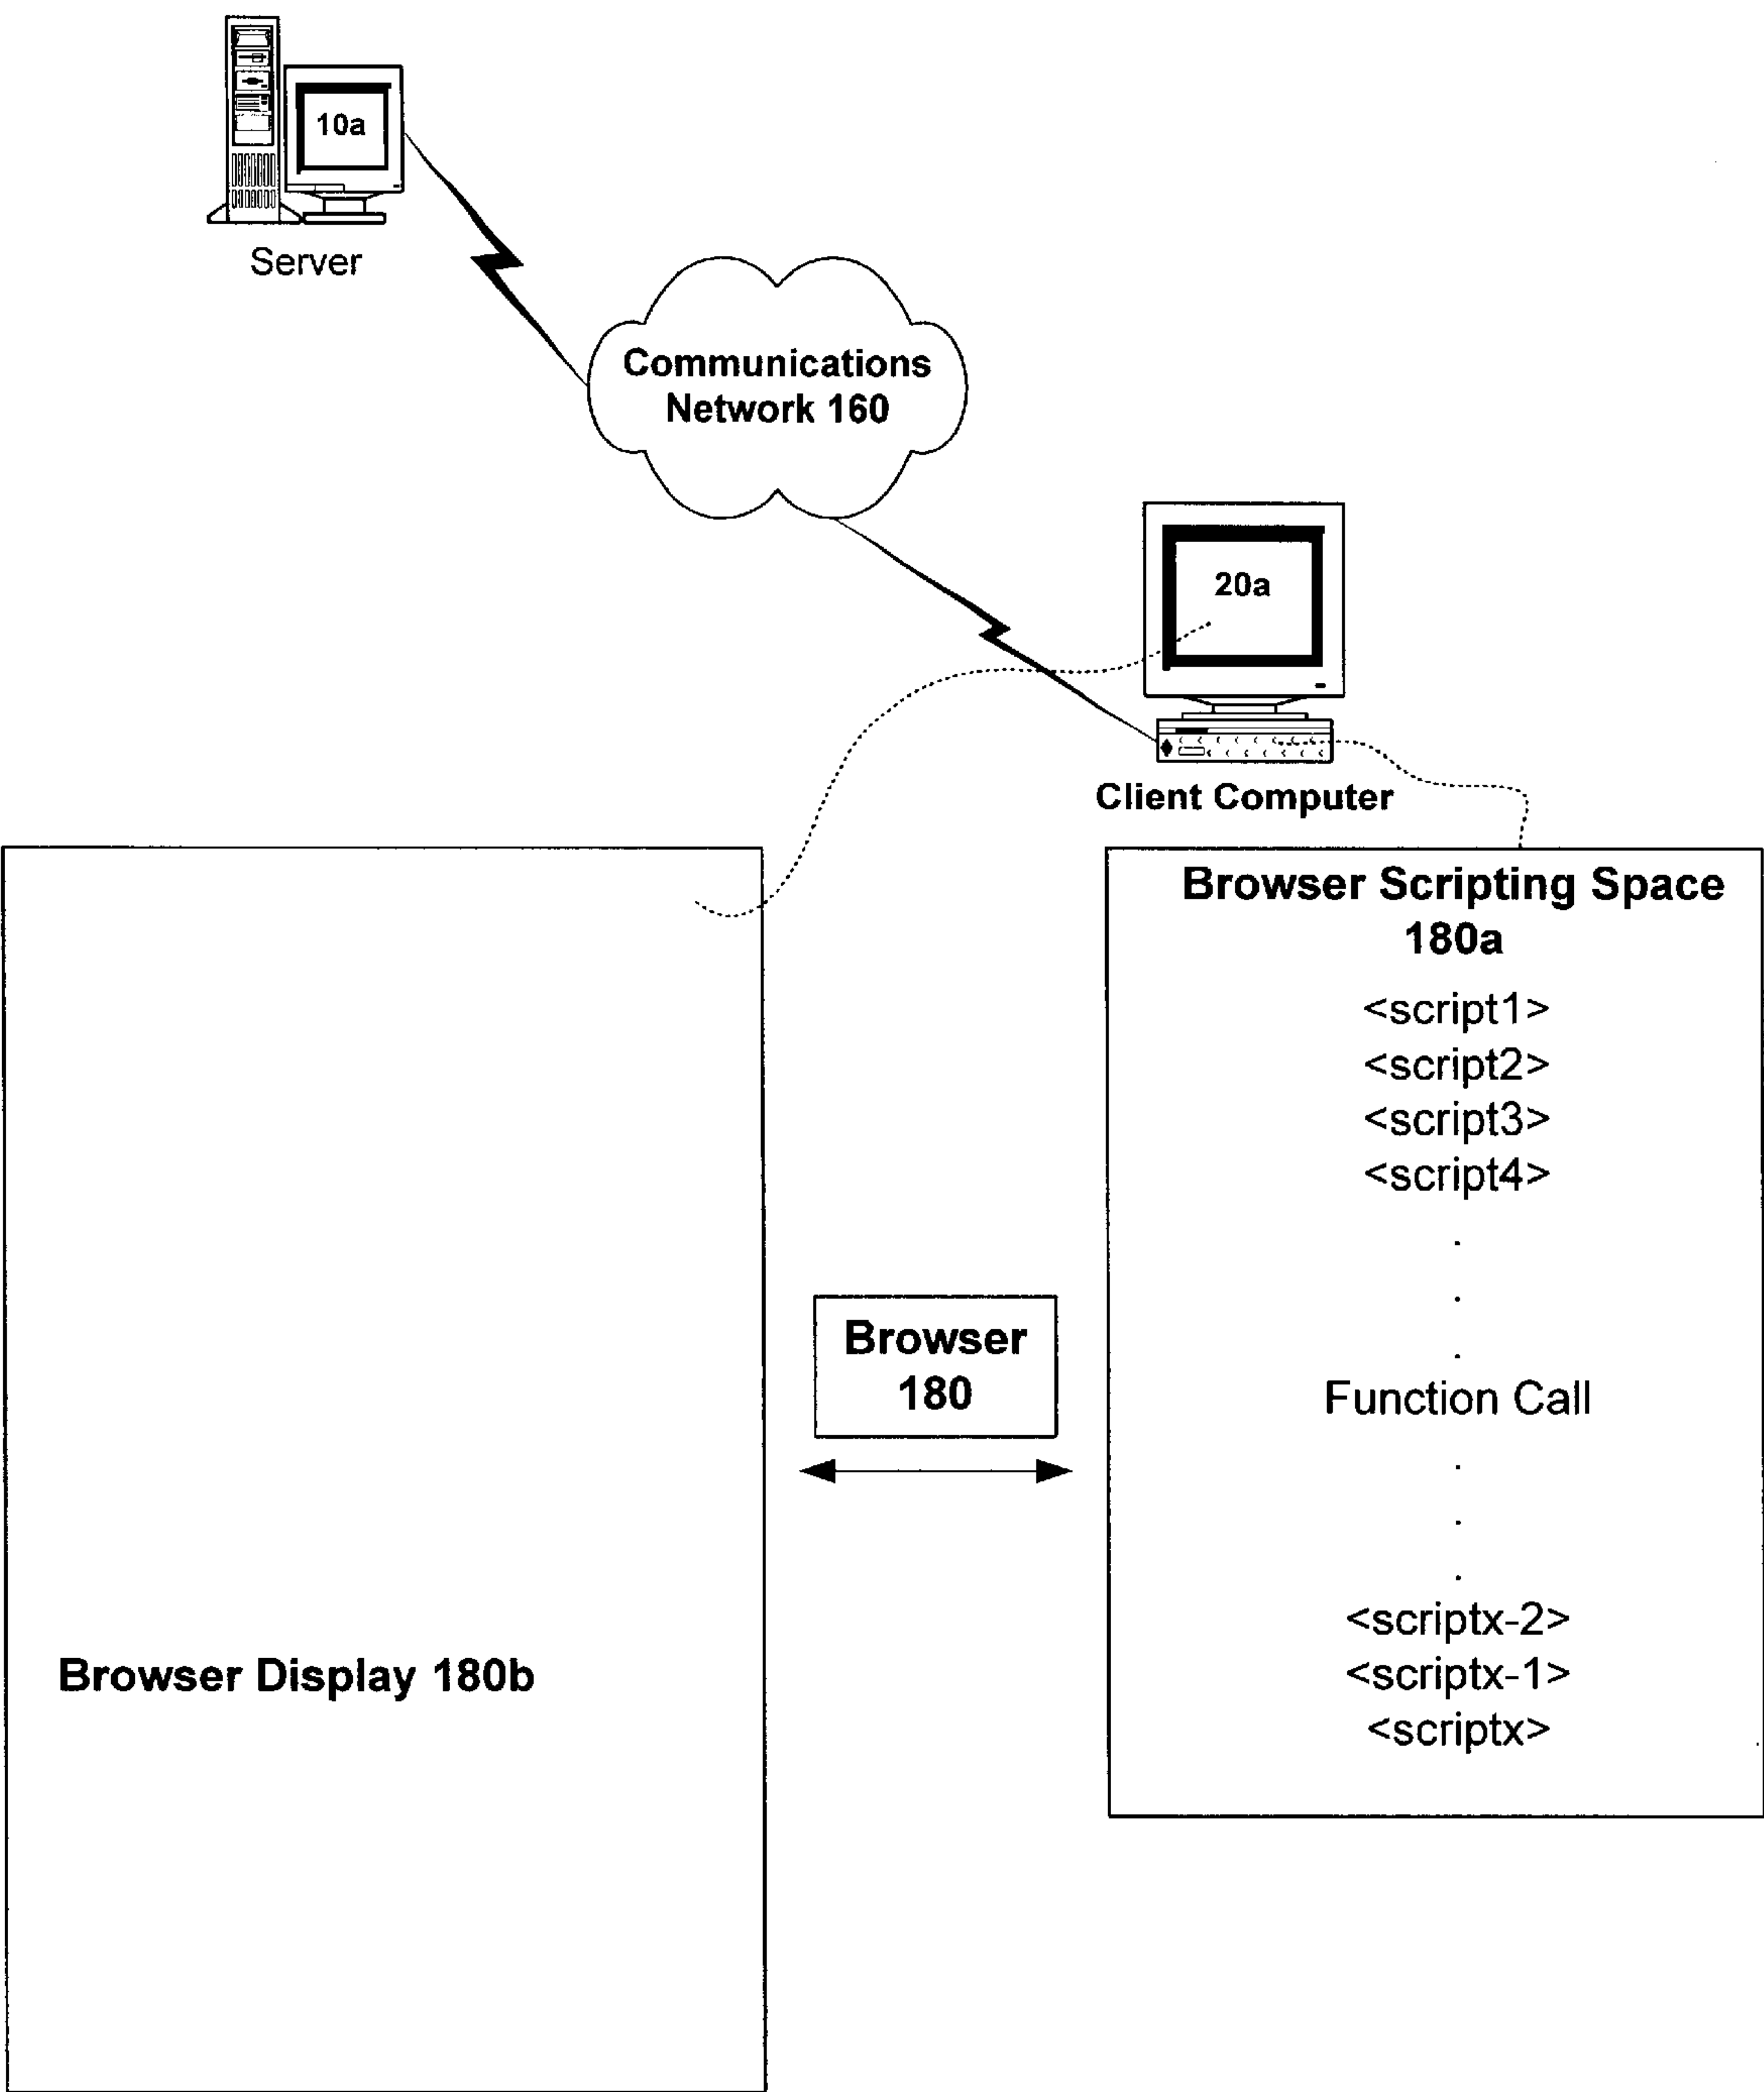 10a
Server
Communications
Network 160
20a
Client Computer
Browser Scripting Space
180a
<script1>
<script2>
<script3>
<script4>
.
.
.
Function Call
.
.
.
<scriptx-2>
<scriptx-1>
<scriptx>
Browser
180
Browser Display 180b